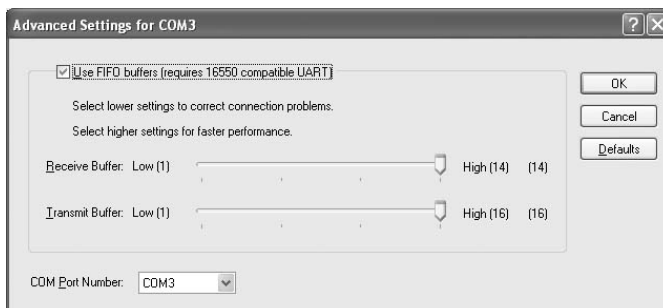 Advanced Settings for COM3
Use FIFO buffers (requires 16550 compatible UART)
OK
Select lower settings to correct connection problems.
Cancel
Select higher settings for faster performance.
Defaults
Receive Buffer: Low (1) High (14) (14)
Transmit Buffer: Low (1) High (16) (16)
COM Port Number: COM3